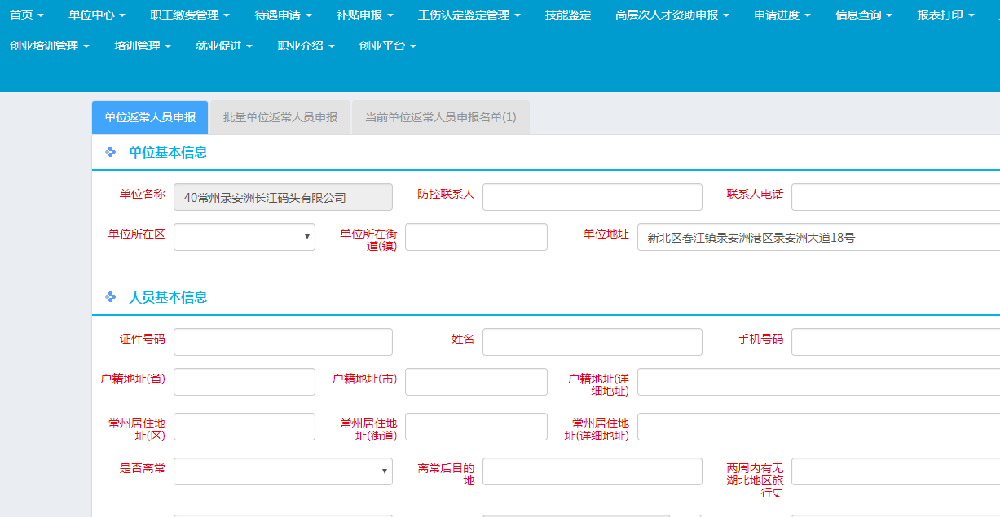 首页 单位中心 职工缴费管理 待遇申请 补贴申报 工伤认定鉴定管理 技能鉴定 高层次人才资助申报 申请进度 信息查询 报表打印
创业培训管理 培训管理 就业促进 职业介绍 创业平台
单位返常人员申报 批量单位返常人员申报 当前单位返常人员申报名单(1)
单位基本信息
单位名称 40常州录安洲长江码头有限公司 防控联系人 联系人电话
单位所在区 单位所在街 单位地址 新北区春江镇录安洲港区录安洲大道18号
道(镇)
人员基本信息
证件号码 姓名 手机号码
户籍地址(省) 户籍地址(市) 户籍地址(详
细地址)
常州居住地 常州居住地 常州居住地
址(区) 址(街道) 址(详细地址)
是否离常 离常后目的 两周内有无
地 湖北地区旅
行史